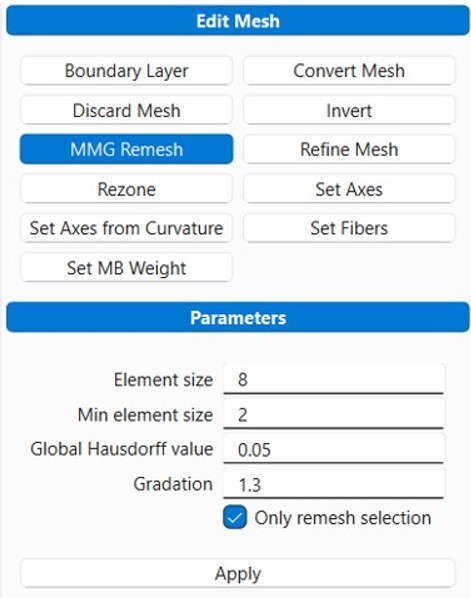 Edit Mesh
Boundary Layer Convert Mesh
Discard Mesh Invert
MMG Remesh Refine Mesh
Rezone Set Axes
Set Axes from Curvature Set Fibers
Set MB Weight
Parameters
Element size 8
Min element size 2
Global Hausdorff value 0.05
Gradation 1.3
Only remesh selection
Apply